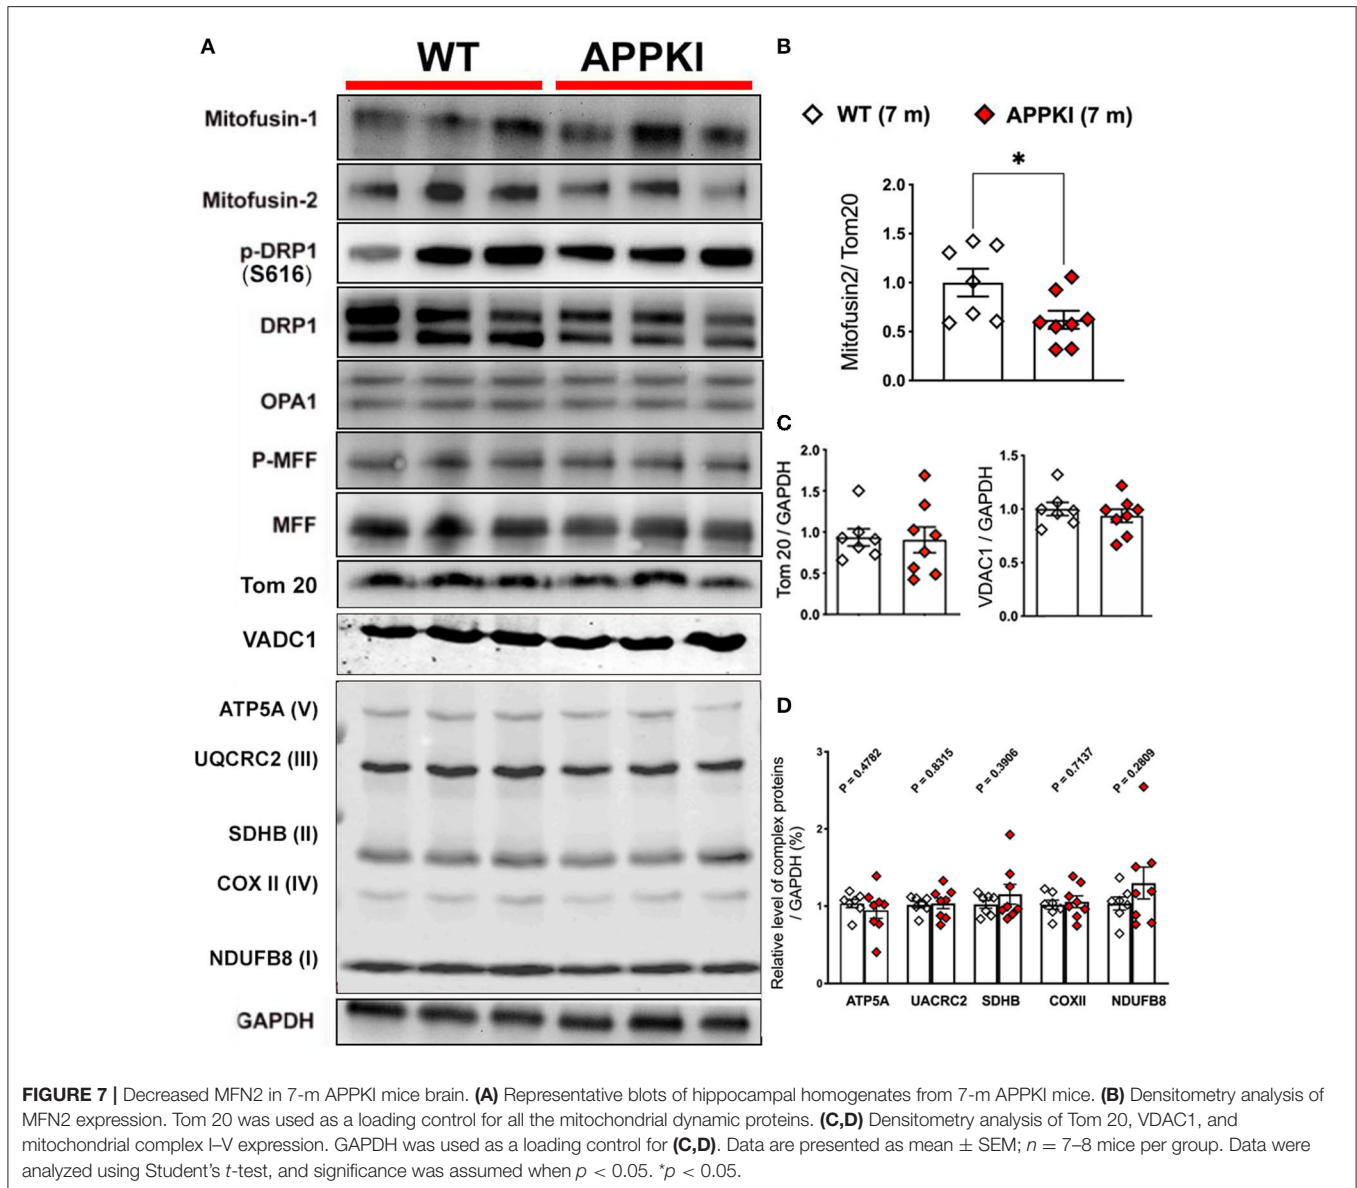 A
WT
APPKI
Mitofusin-1
Mitofusin-2
p-DRP1
(S616)
DRP1
OPA1
P-MFF
MFF
Tom 20
VADC1
ATP5A (V)
UQCRC2 (III)
SDHB (II)
COX II (IV)
NDUFB8 (I)
GAPDH
B
WT (7 m)
APPKI (7 m)
*
Mitofusin2/ Tom20
2.0
1.5
1.0
0.5
0.0
C
Tom 20 / GAPDH
2.0
1.5
1.0
0.5
0.0
VDAC1 / GAPDH
1.5
1.0
0.5
0.0
D
Relative level of complex proteins
/ GAPDH (%)
3
2
1
0
P = 0.4782
P = 0.8315
P = 0.3906
P = 0.7137
P = 0.2809
ATP5A
UACRC2
SDHB
COXII
NDUFB8
FIGURE 7 | Decreased MFN2 in 7-m APPKI mice brain. (A) Representative blots of hippocampal homogenates from 7-m APPKI mice. (B) Densitometry analysis of
MFN2 expression. Tom 20 was used as a loading control for all the mitochondrial dynamic proteins. (C,D) Densitometry analysis of Tom 20, VDAC1, and
mitochondrial complex I–V expression. GAPDH was used as a loading control for (C,D). Data are presented as mean ± SEM; n = 7–8 mice per group. Data were
analyzed using Student's t-test, and significance was assumed when p < 0.05. *p < 0.05.